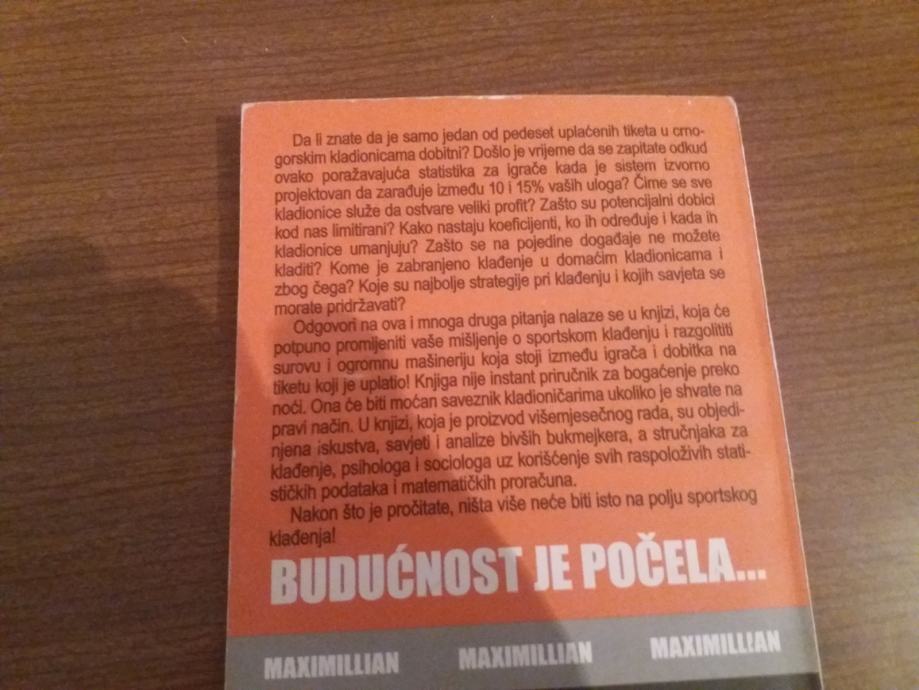 Da li znate da je samo jedan od pedeset uplaćenih tiketa u crno-
gorskim kladionicama dobitni? Došlo je vrijeme da se zapitate odkud
ovako poražavajuća statistika za igrače kada je sistem izvorno
projektovan da zarađuje između 10 i 15% vaših uloga? Čime se sve
kladionice služe da ostvare veliki profit? Zašto su potencijalni dobici
kod nas limitirani? Kako nastaju koeficijenti, ko ih određuje i kada ih
kladionice umanjuju? Zašto se na pojedine događaje ne možete
kladiti? Kome je zabranjeno klađenje u domaćim kladionicama i
zbog čega? Koje su najbolje strategije pri klađenju i kojih savjeta se
morate pridržavati?
Odgovori na ova i mnoga druga pitanja nalaze se u knjizi, koja će
potpuno promijeniti vaše mišljenje o sportskom klađenju i razgolititi
surovu i ogromnu mašineriju koja stoji između igrača i dobitka na
tiketu koji je uplatio! Knjiga nije instant priručnik za bogaćenje preko
noći. Ona će biti moćan saveznik kladioničarima ukoliko je shvate na
pravi način. U knjizi, koja je proizvod višemjesečnog rada, su objedi-
njena iskustva, savjeti i analize bivših bukmejkera, a stručnjaka za
klađenje, psihologa i sociologa uz korišćenje svih raspoloživih stati-
stičkih podataka i matematičkih proračuna.
Nakon što je pročitate, ništa više neće biti isto na polju sportskog
klađenja!
BUDUĆNOST JE POČELA...
MAXIMILLIAN MAXIMILLIAN MAXIMILLIAN